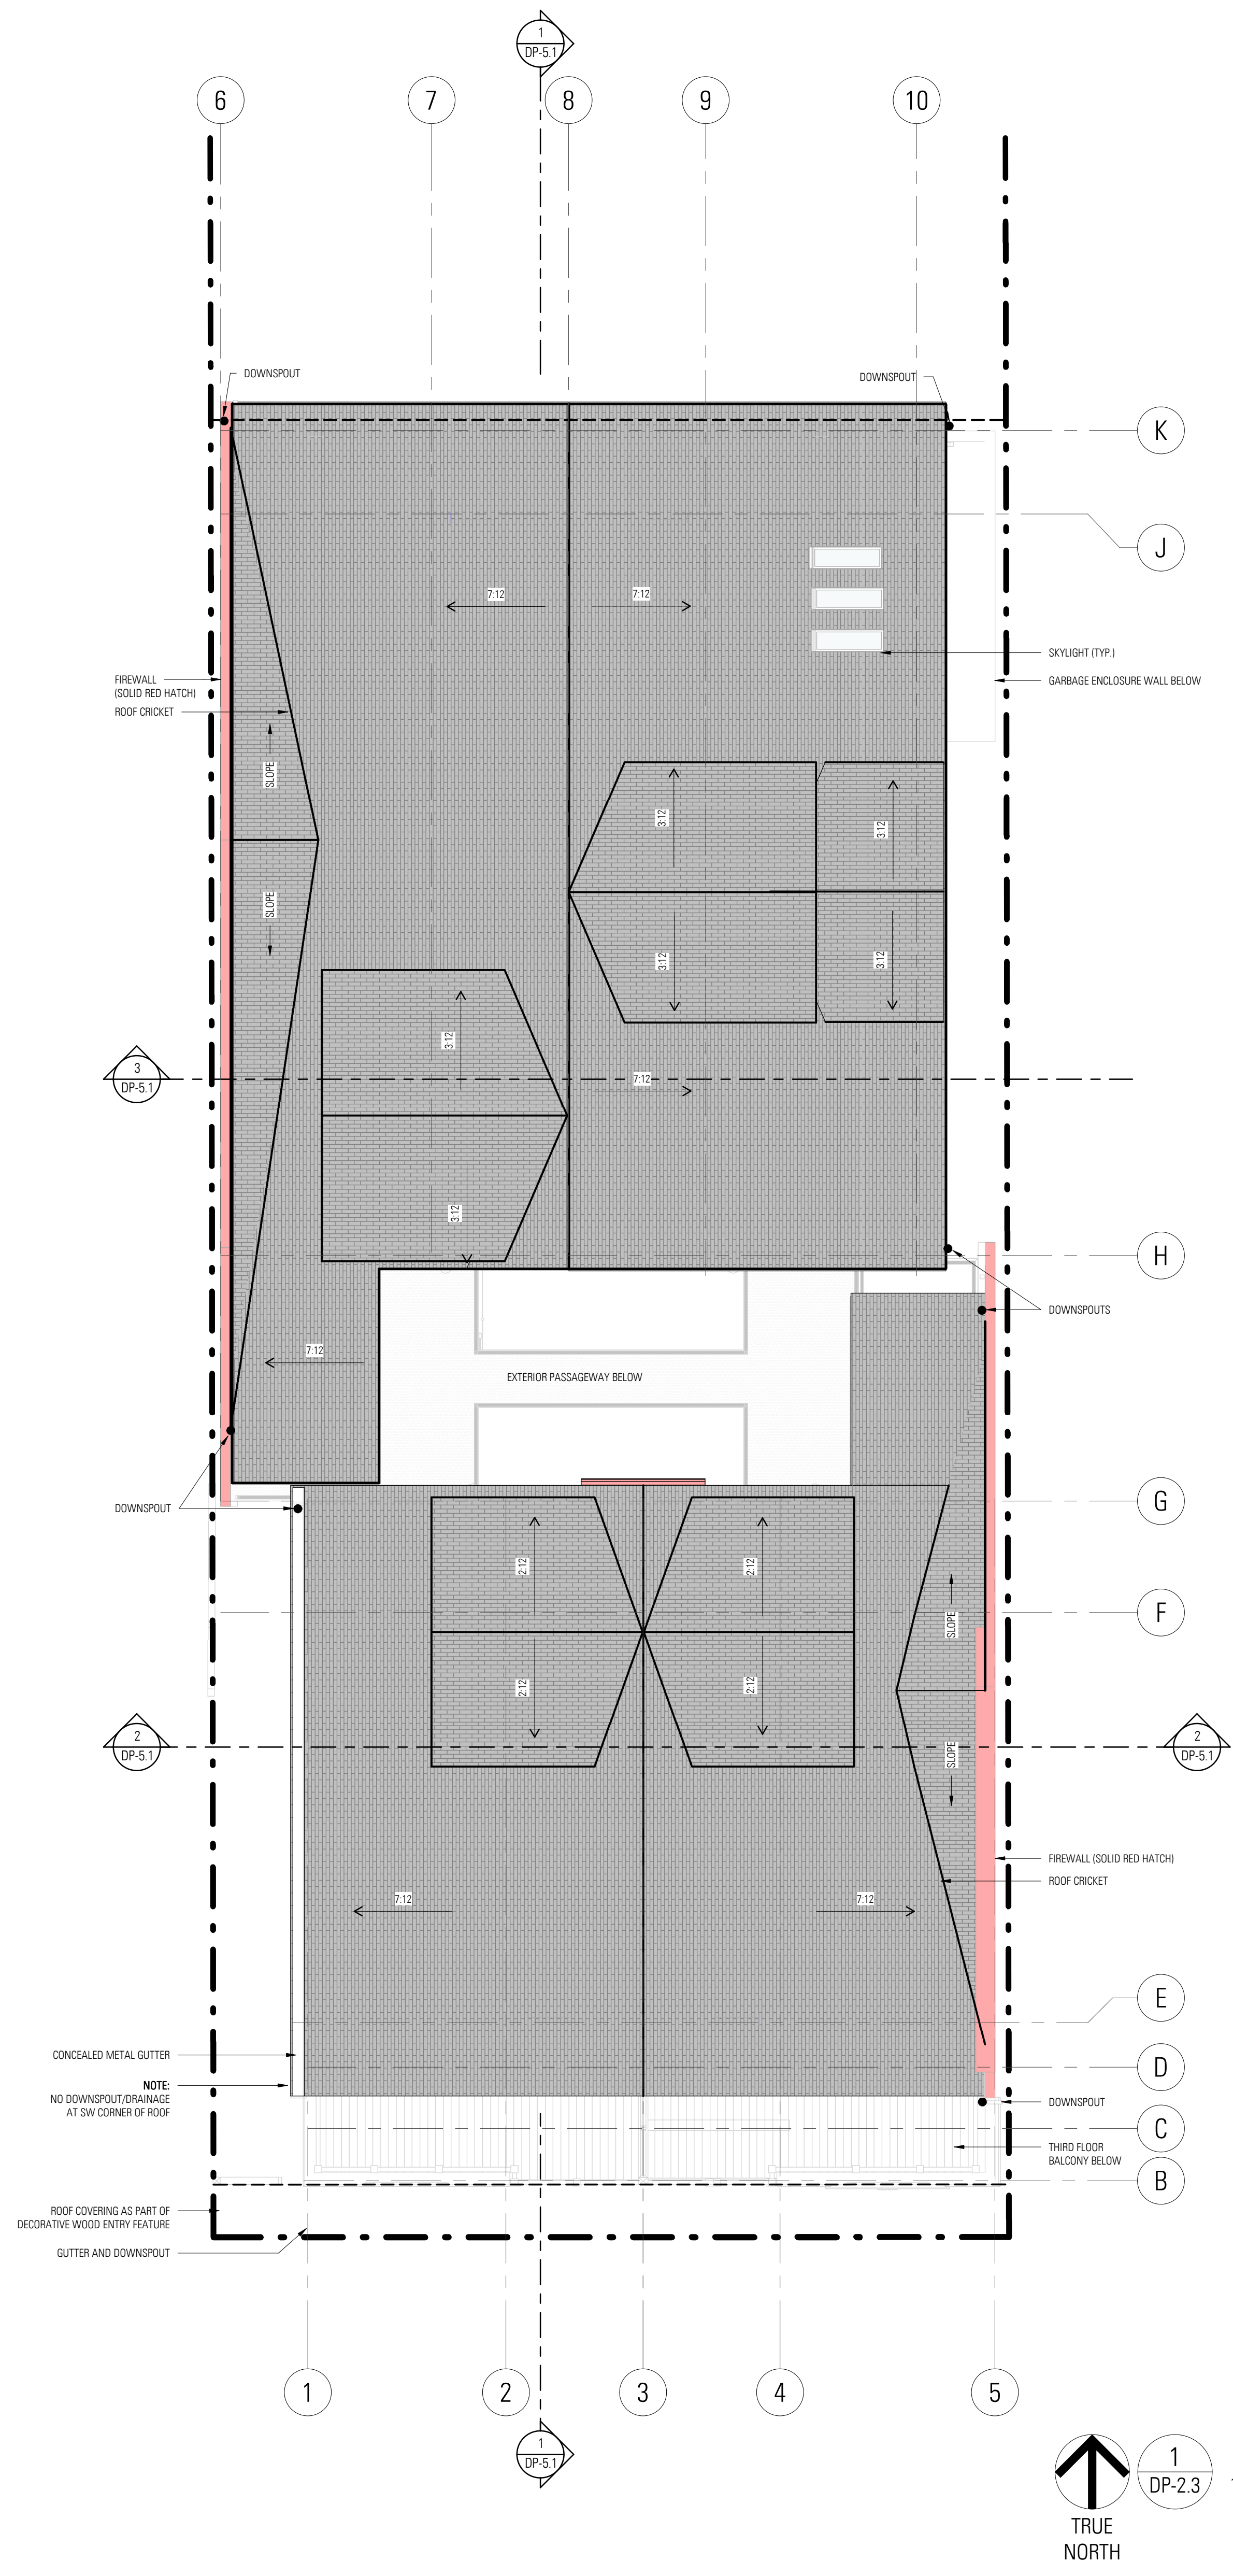 1
DP-5.1
6
7
8
9
10
DOWNSPOUT
DOWNSPOUT
K
J
7:12
7:12
SKYLIGHT (TYP.)
FIREWALL
(SOLID RED HATCH)
GARBAGE ENCLOSURE WALL BELOW
ROOF CRICKET
SLOPE
3:12
3:12
SLOPE
3:12
3:12
3:12
3
DP-5.1
7:12
3:12
H
DOWNSPOUTS
7:12
EXTERIOR PASSAGEWAY BELOW
DOWNSPOUT
G
2:12
2:12
F
SLOPE
2:12
2:12
2
DP-5.1
2
DP-5.1
SLOPE
FIREWALL (SOLID RED HATCH)
ROOF CRICKET
7:12
7:12
E
CONCEALED METAL GUTTER
D
NOTE:
NO DOWNSPOUT/DRAINAGE
AT SW CORNER OF ROOF
DOWNSPOUT
C
THIRD FLOOR
BALCONY BELOW
B
ROOF COVERING AS PART OF
DECORATIVE WOOD ENTRY FEATURE
GUTTER AND DOWNSPOUT
1
2
3
4
5
1
DP-5.1
1
DP-2.3
TRUE
NORTH